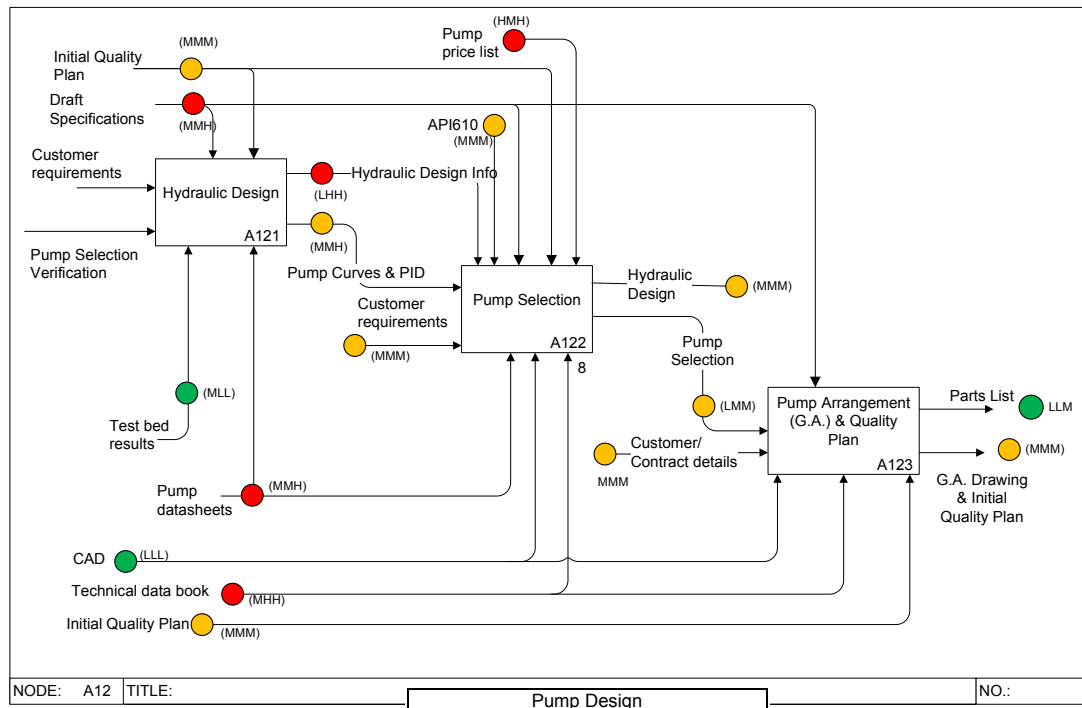 (HMH)
Pump
price list
(MMM)
Initial Quality
Plan
Draft
Specifications
(MMH)
API610
(MMM)
Customer
requirements
Hydraulic Design
A121
Hydraulic Design Info
(LHH)
(MMH)
Pump Selection
Verification
Pump Curves & PID
Customer
requirements
(MMM)
Pump Selection
A122
8
Hydraulic
Design
(MMM)
Pump
Selection
(LMM)
(MLL)
Test bed
results
Pump Arrangement
(G.A.) & Quality
Plan
A123
Parts List
LLM
(MMM)
G.A. Drawing
& Initial
Quality Plan
Customer/
Contract details
MMM
(MMH)
Pump
datasheets
CAD
(LLL)
Technical data book
(MHH)
Initial Quality Plan
(MMM)
NODE: A12
TITLE:
Pump Design
NO.: